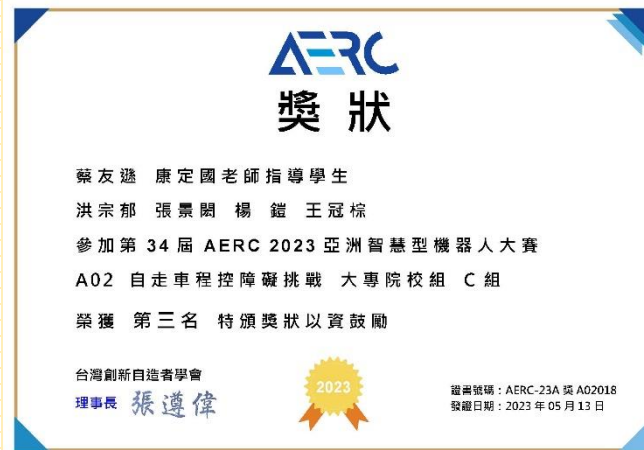 AERC
獎狀
蔡友遜 康定國老師指導學生
洪宗郁 張景閎 楊鎧 王冠棕
參加第 34 屆 AERC 2023 亞洲智慧型機器人大賽
A02 自走車程控障礙挑戰 大專院校組 C 組
榮獲 第三名 特頒獎狀以資鼓勵
台灣創新自造者學會
理事長 張遵偉
2023
證書號碼：AERC-23A 獎 A02018
發證日期：2023 年 05 月 13 日